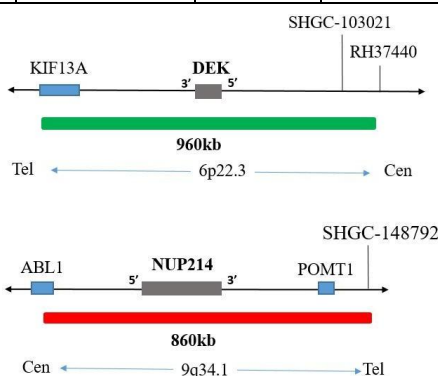 SHGC-103021
RH37440
KIF13A
DEK
3′ 5′
960kb
Tel 6p22.3 Cen
SHGC-148792
ABL1 NUP214 POMT1
5′ 3′
860kb
Cen 9q34.1 Tel